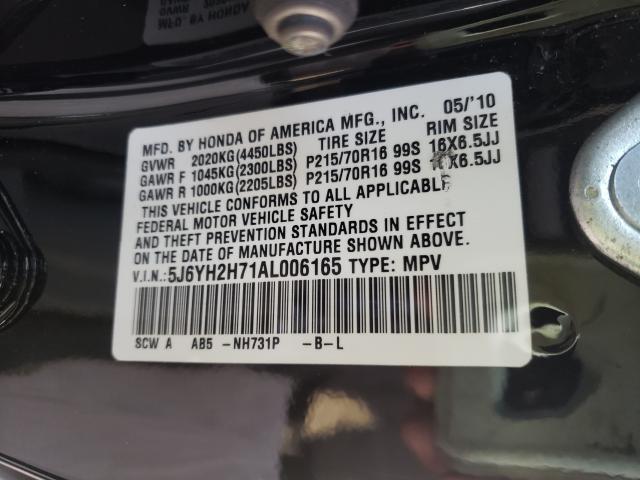 MFD. BY HONDA OF AMERICA MFG., INC. 05/'10
GVWR 2020KG(4450LBS) TIRE SIZE RIM SIZE
GAWR F 1045KG(2300LBS) P215/70R16 99S 16X6.5JJ
GAWR R 1000KG(2205LBS) P215/70R16 99S X6.5JJ
THIS VEHICLE CONFORMS TO ALL APPLICABLE
FEDERAL MOTOR VEHICLE SAFETY
AND THEFT PREVENTION STANDARDS IN EFFECT
ON THE DATE OF MANUFACTURE SHOWN ABOVE.
V.I.N.: 5J6YH2H71AL006165 TYPE: MPV
SCW A AB5 -NH731P -B-L